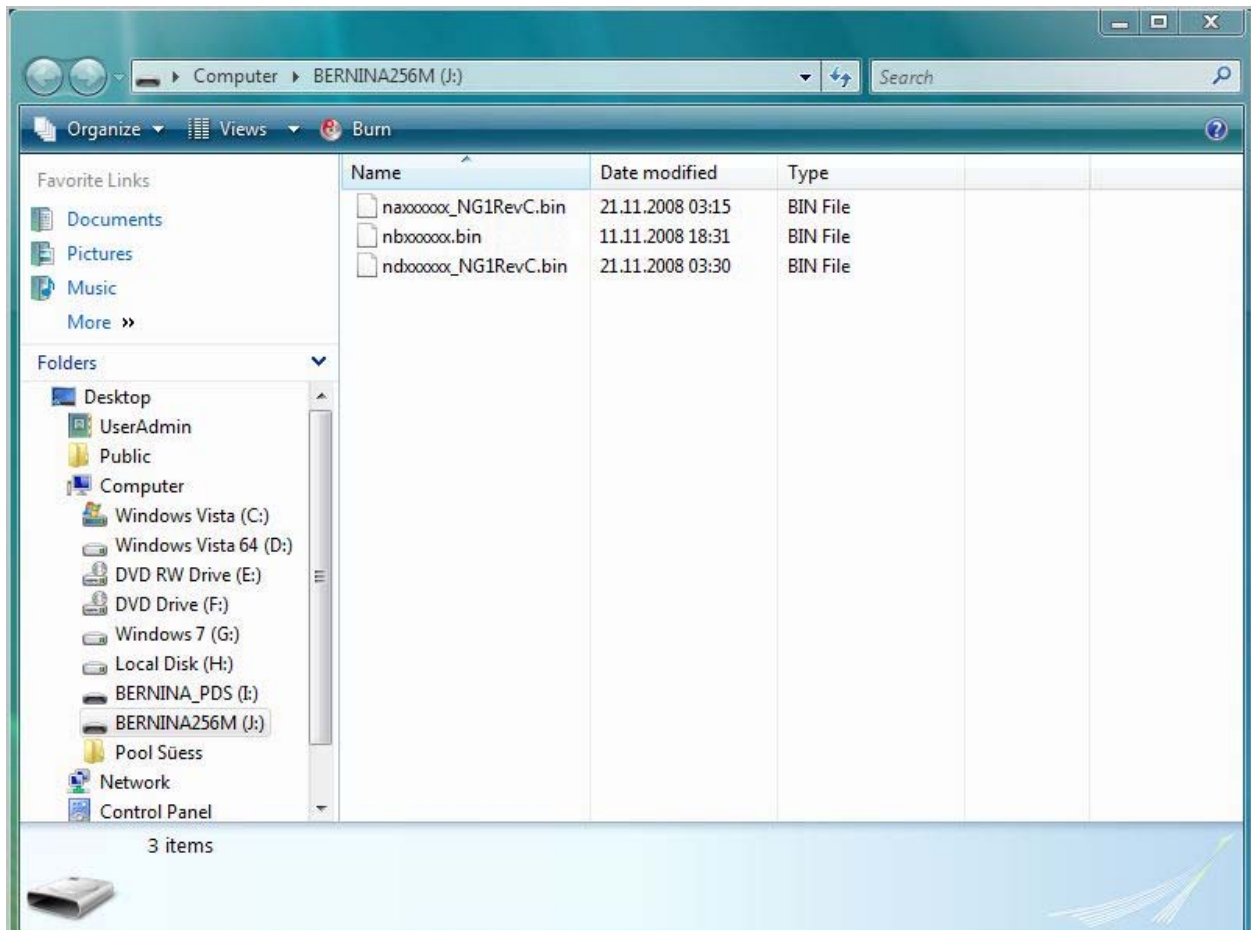 Computer ▸ BERNINA256M (J:)
Search
Organize Views Burn
Favorite Links
Documents
Pictures
Music
More »
Folders
Desktop
UserAdmin
Public
Computer
Windows Vista (C:)
Windows Vista 64 (D:)
DVD RW Drive (E:)
DVD Drive (F:)
Windows 7 (G:)
Local Disk (H:)
BERNINA_PDS (I:)
BERNINA256M (J:)
Pool Süess
Network
Control Panel
Name Date modified Type
naxxxxxx_NG1RevC.bin 21.11.2008 03:15 BIN File
nbxxxxxx.bin 11.11.2008 18:31 BIN File
ndxxxxxx_NG1RevC.bin 21.11.2008 03:30 BIN File
3 items